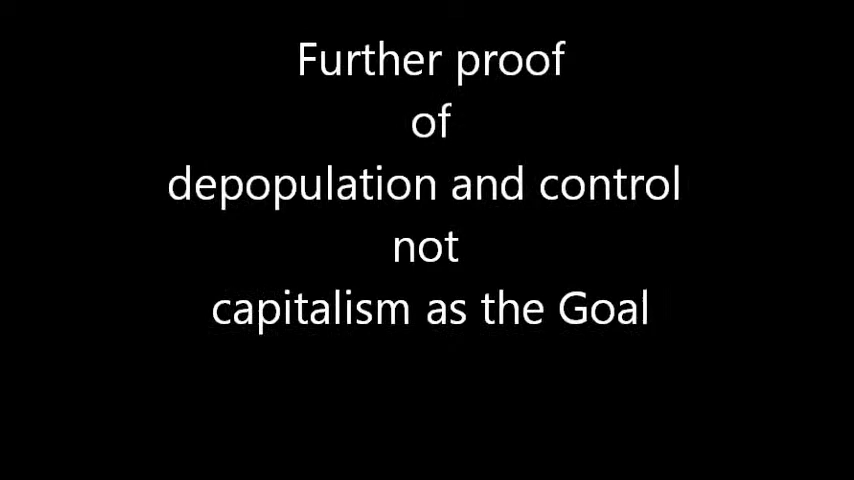 Further proof
of
depopulation and control
not
capitalism as the Goal